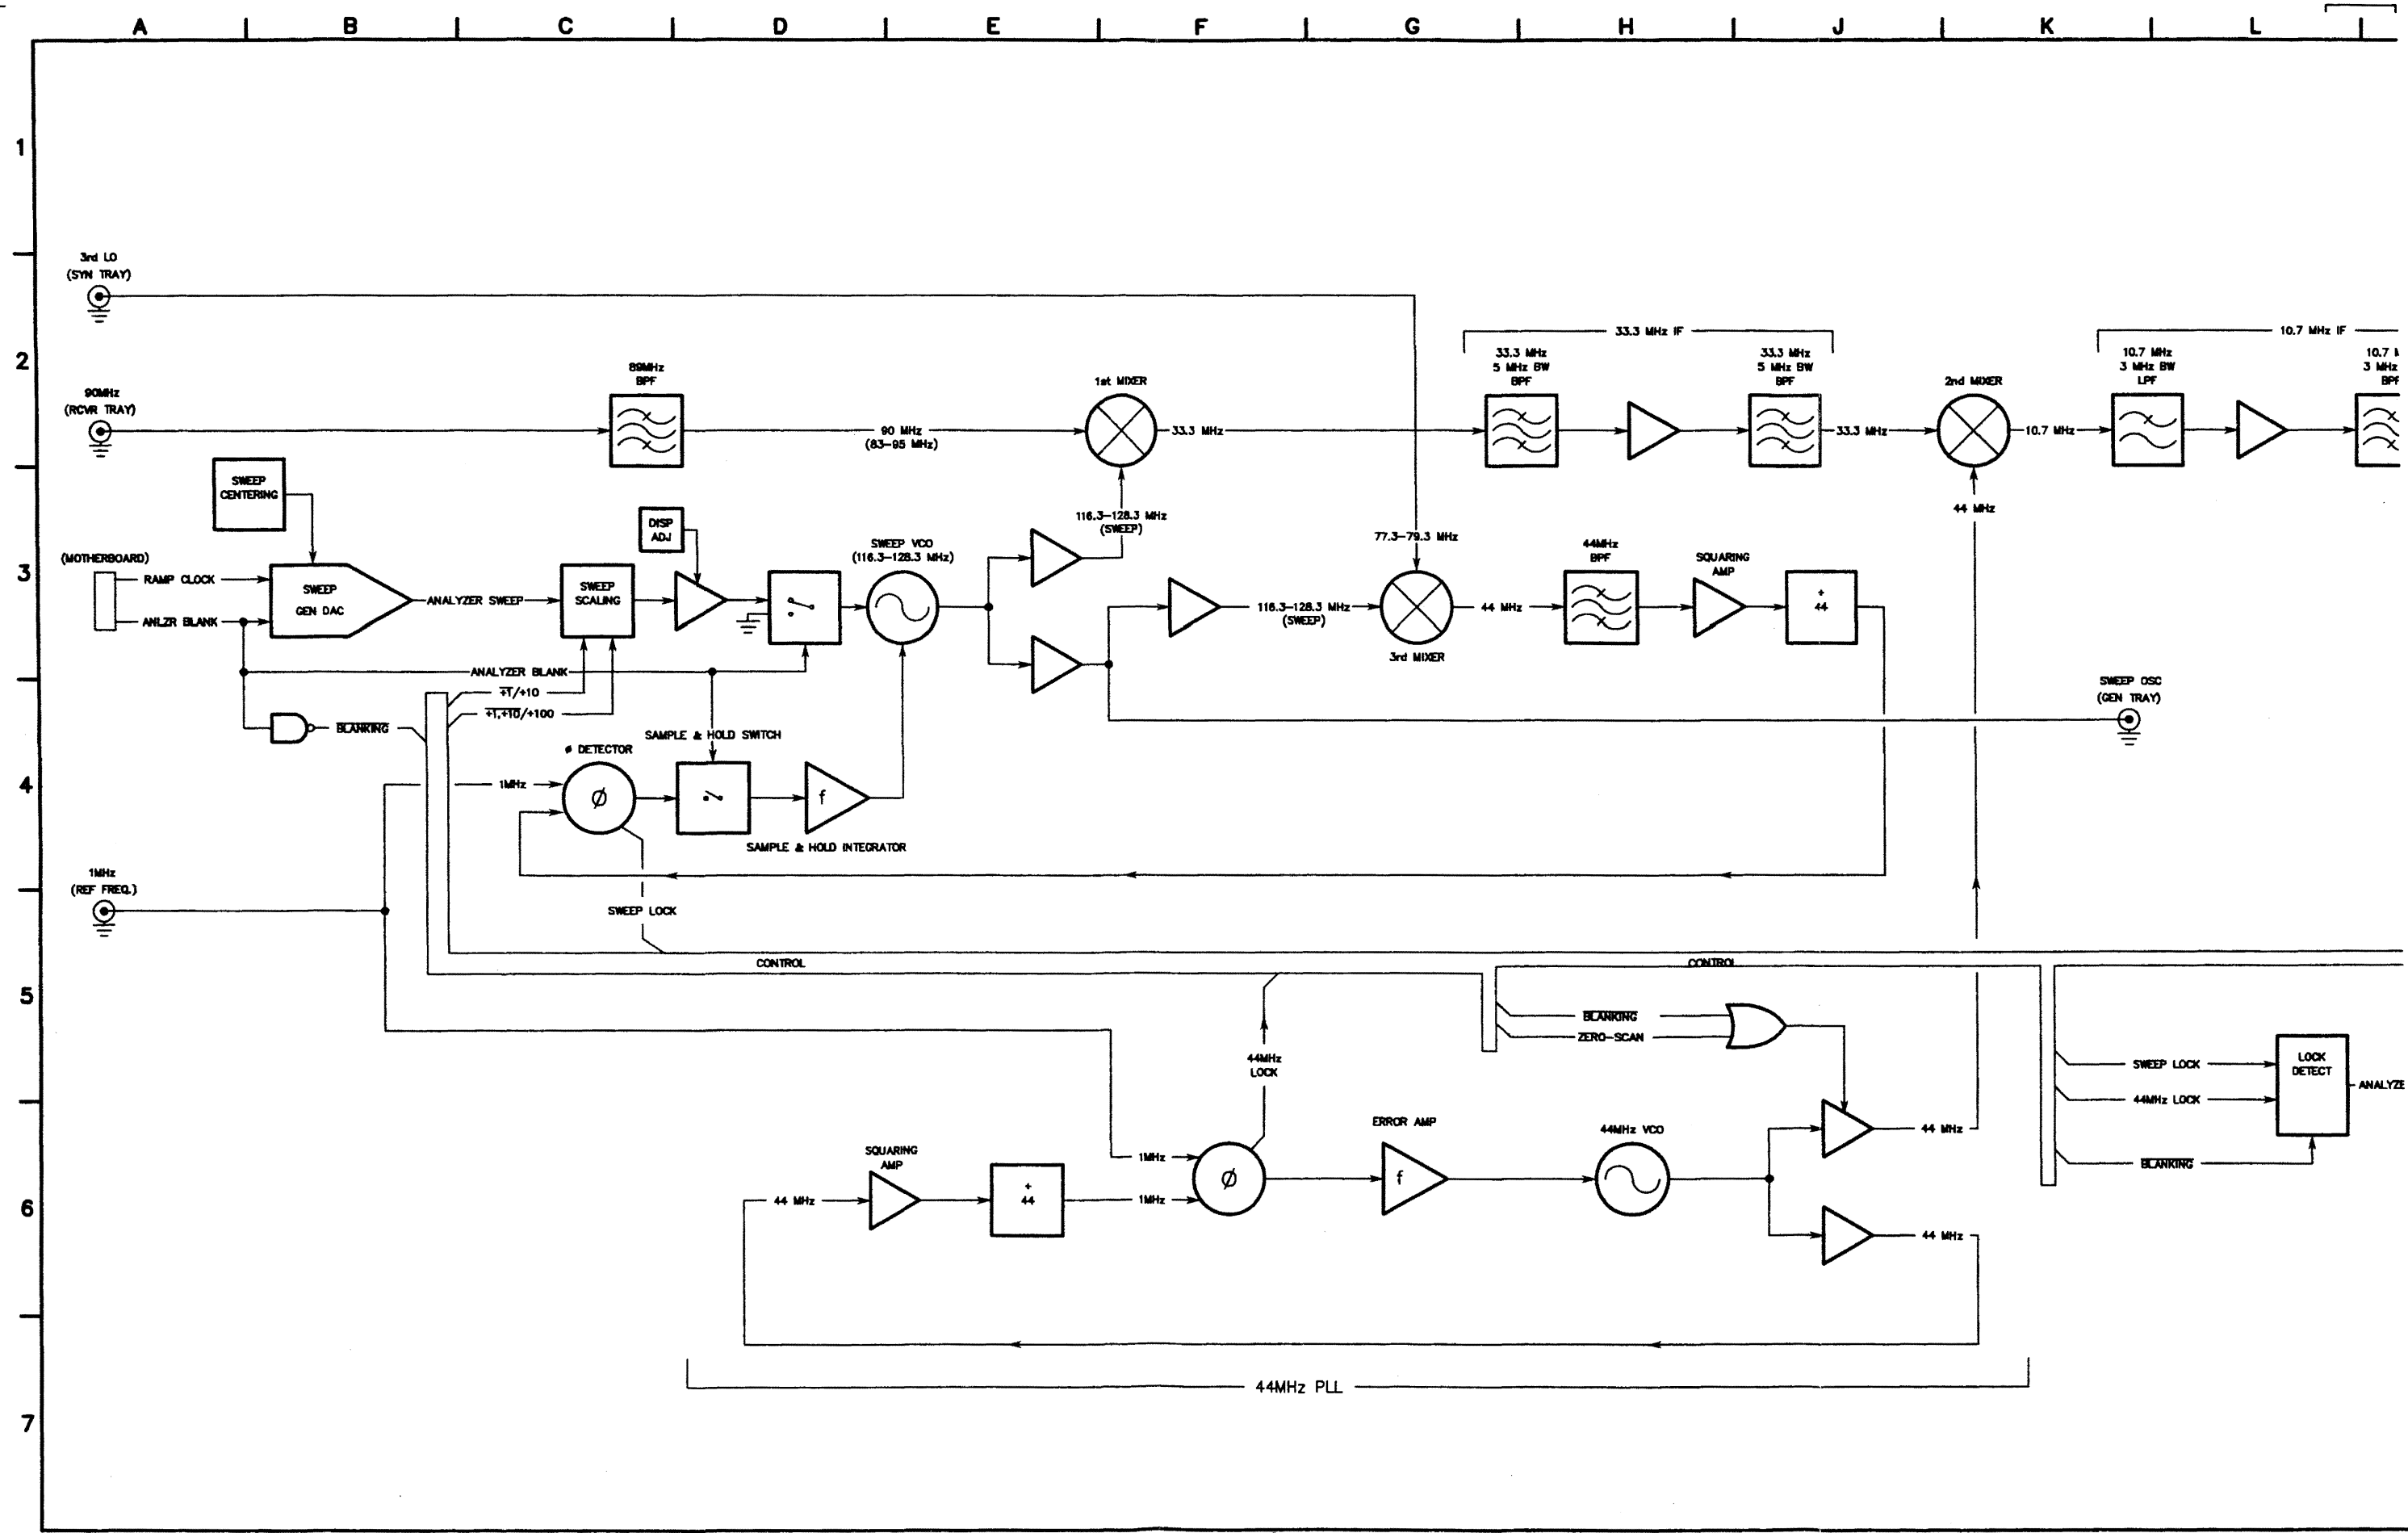 A B C D E F G H J K L
1
3rd LO
(SYN TRAY)
2
33.3 MHz IF
10.7 MHz IF
90MHz
(RCVR TRAY)
89MHz
BPF
90 MHz
(83-95 MHz)
1st MIXER
33.3 MHz
33.3 MHz
5 MHz BW
BPF
33.3 MHz
5 MHz BW
BPF
33.3 MHz
2nd MIXER
10.7 MHz
10.7 MHz
3 MHz BW
LPF
10.7
3 MHz
BPF
SWEEP
CENTERING
DISP
ADJ
116.3-128.3 MHz
(SWEEP)
44 MHz
3
(MOTHERBOARD)
RAMP CLOCK
ANLZR BLANK
SWEEP
GEN DAC
ANALYZER SWEEP
SWEEP
SCALING
SWEEP VCO
(116.3-128.3 MHz)
116.3-128.3 MHz
(SWEEP)
77.3-79.3 MHz
3rd MIXER
44 MHz
44MHz
BPF
SQUARING
AMP
÷
44
ANALYZER BLANK
÷1/÷10
÷1,÷10/÷100
BLANKING
SWEEP OSC
(GEN TRAY)
SAMPLE & HOLD SWITCH
4
ø DETECTOR
1MHz
Ø
f
SAMPLE & HOLD INTEGRATOR
1MHz
(REF FREQ.)
SWEEP LOCK
CONTROL
CONTROL
5
BLANKING
ZERO-SCAN
44MHz
LOCK
SWEEP LOCK
44MHz LOCK
BLANKING
LOCK
DETECT
ANALYZE
6
44 MHz
SQUARING
AMP
÷
44
1MHz
1MHz
Ø
ERROR AMP
f
44MHz VCO
44 MHz
44 MHz
44MHz PLL
7